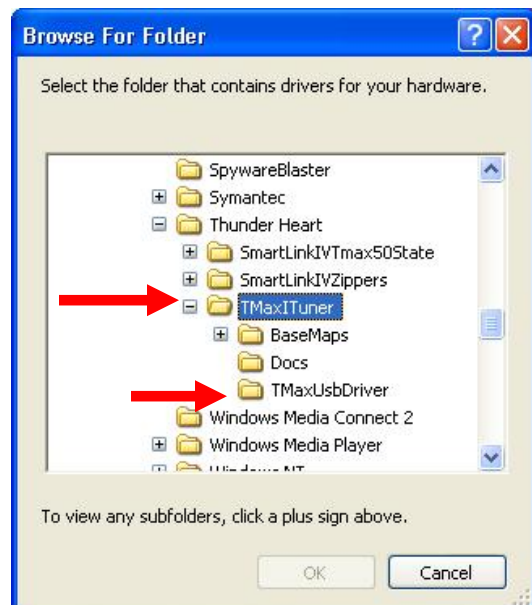 Browse For Folder
Select the folder that contains drivers for your hardware.
SpywareBlaster
Symantec
Thunder Heart
SmartLinkIVTmax50State
SmartLinkIVZippers
TMaxITuner
BaseMaps
Docs
TMaxUsbDriver
Windows Media Connect 2
Windows Media Player
Windows NT
To view any subfolders, click a plus sign above.
OK Cancel